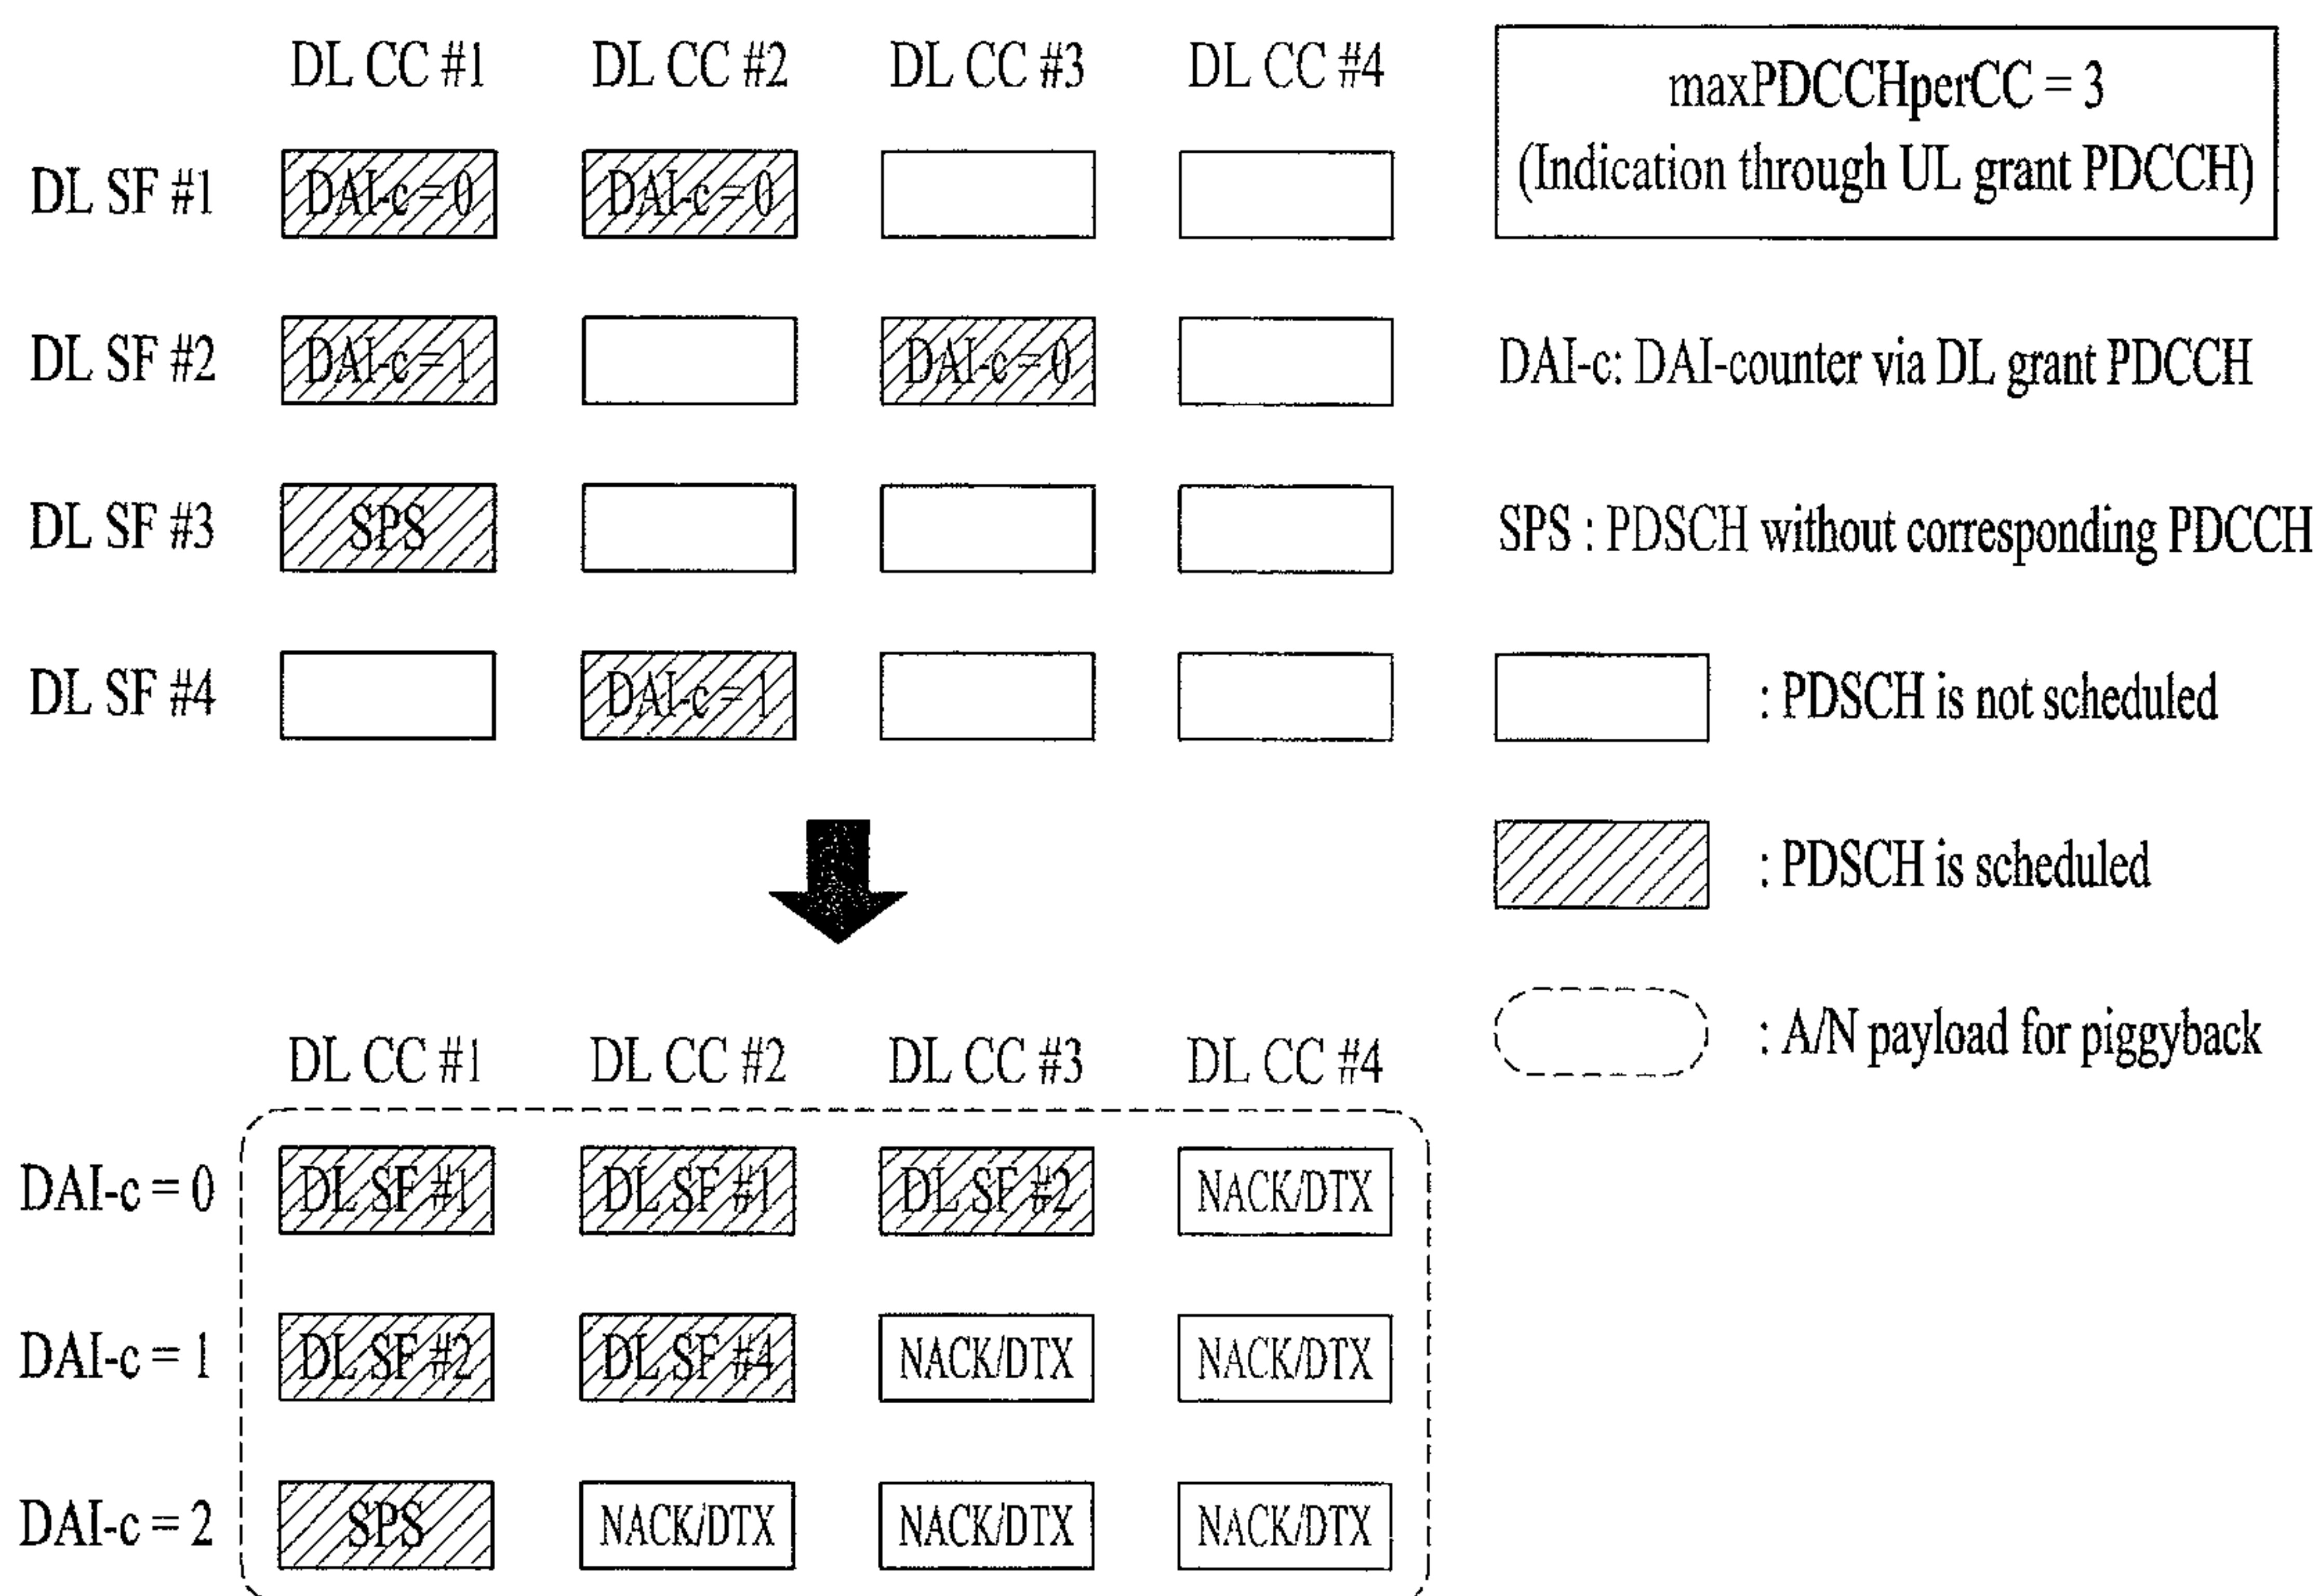 DL CC #1 DL CC #2 DL CC #3 DL CC #4
maxPDCCHperCC = 3
(Indication through UL grant PDCCH)
DL SF #1 DAI-c = 0 DAI-c = 0
DL SF #2 DAI-c = 1 DAI-c = 0
DAI-c: DAI-counter via DL grant PDCCH
DL SF #3 SPS
SPS : PDSCH without corresponding PDCCH
DL SF #4 DAI-c = 1
: PDSCH is not scheduled
: PDSCH is scheduled
: A/N payload for piggyback
DL CC #1 DL CC #2 DL CC #3 DL CC #4
DAI-c = 0 DL SF #1 DL SF #1 DL SF #2 NACK/DTX
DAI-c = 1 DL SF #2 DL SF #4 NACK/DTX NACK/DTX
DAI-c = 2 SPS NACK/DTX NACK/DTX NACK/DTX